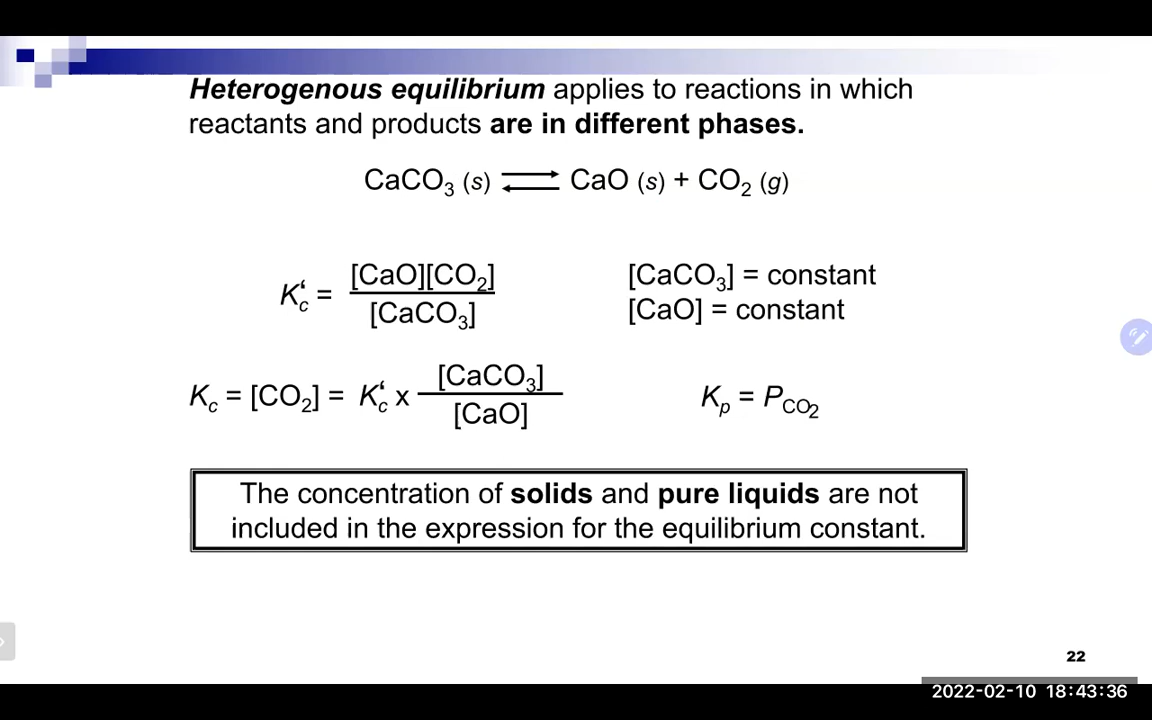 Heterogenous equilibrium applies to reactions in which
reactants and products are in different phases.
CaCO3 (s) ⇌ CaO (s) + CO2 (g)
Kc‘ = [CaO][CO2] / [CaCO3]
[CaCO3] = constant
[CaO] = constant
Kc = [CO2] = Kc‘ x [CaCO3] / [CaO]
Kp = PCO2
The concentration of solids and pure liquids are not
included in the expression for the equilibrium constant.
22
2022-02-10 18:43:36